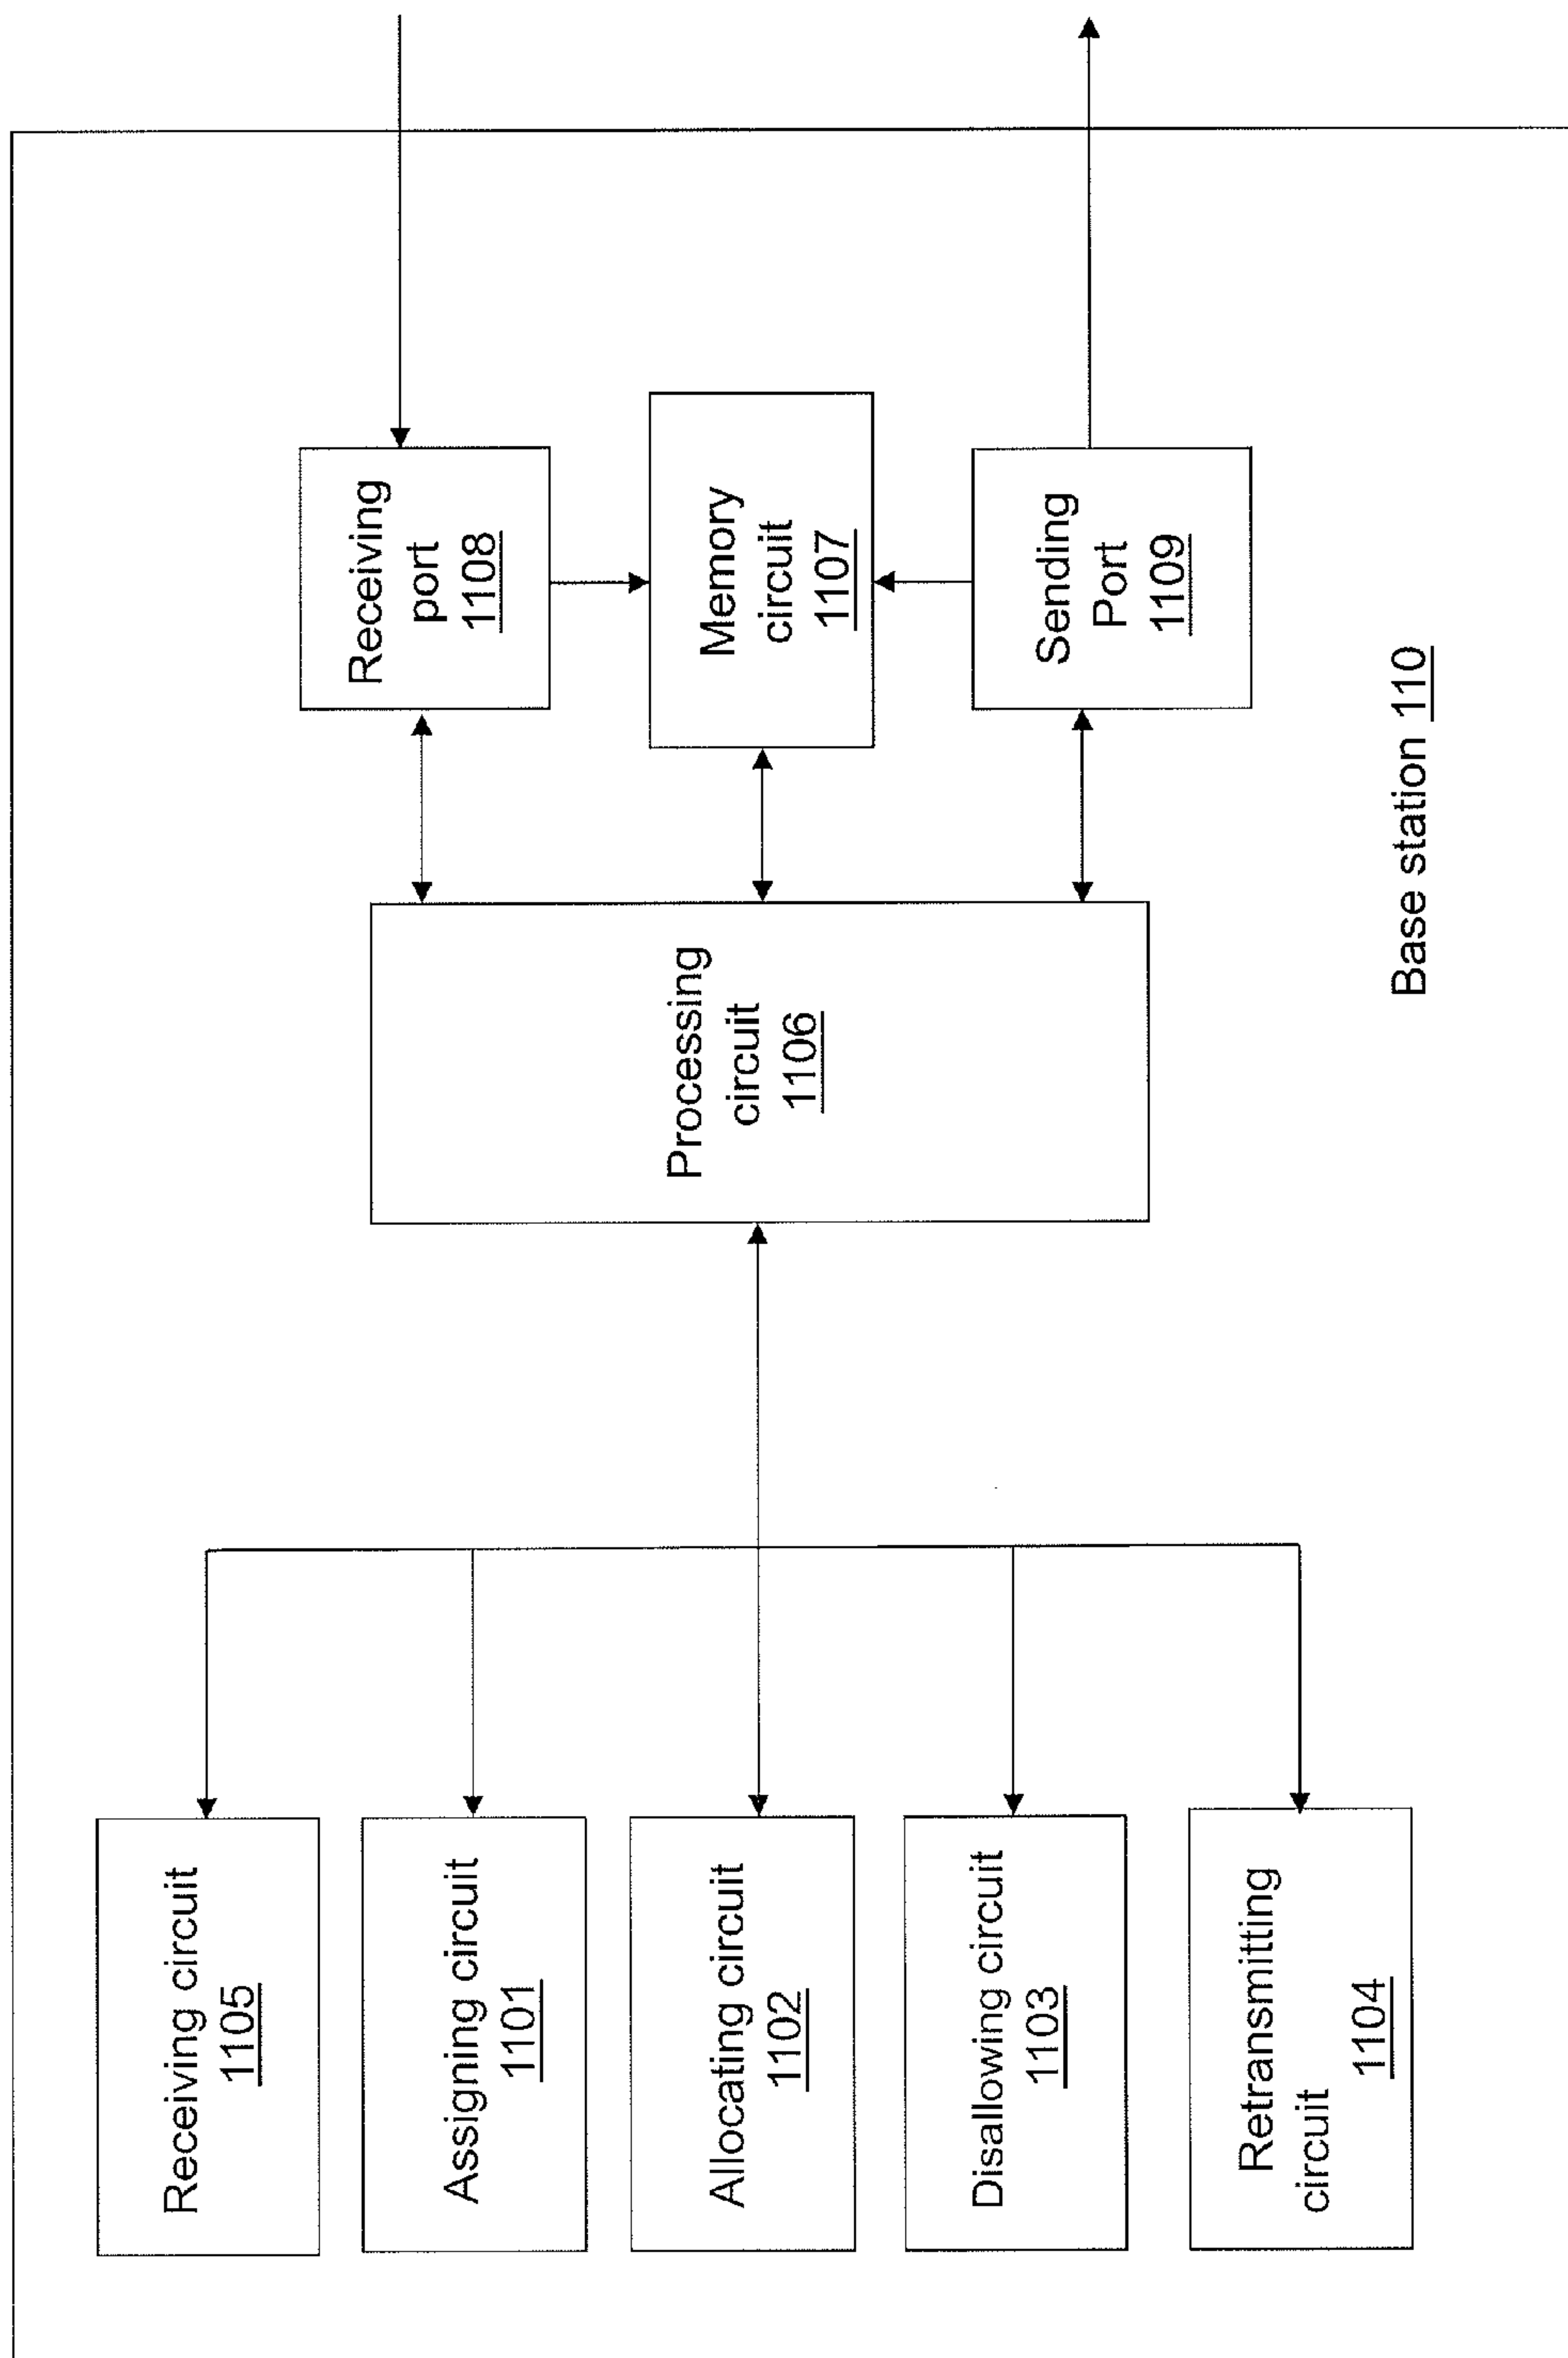 Receiving circuit
1105
Assigning circuit
1101
Allocating circuit
1102
Disallowing circuit
1103
Retransmitting
circuit
1104
Processing
circuit
1106
Receiving
port
1108
Memory
circuit
1107
Sending
Port
1109
Base station 110